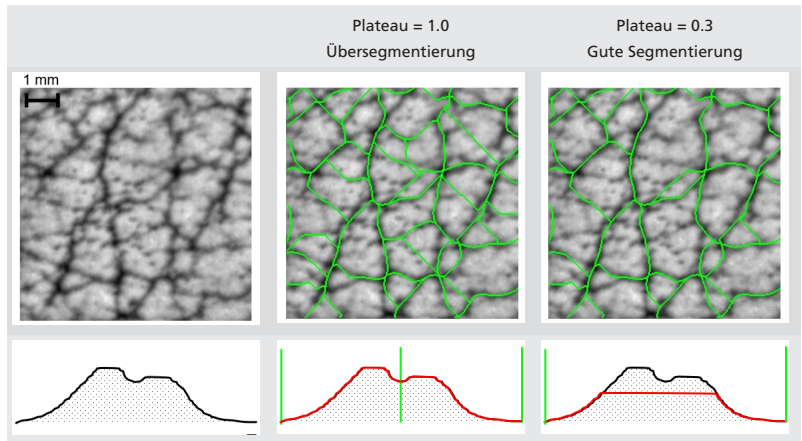 Plateau = 1.0
Übersegmentierung
Plateau = 0.3
Gute Segmentierung
1 mm